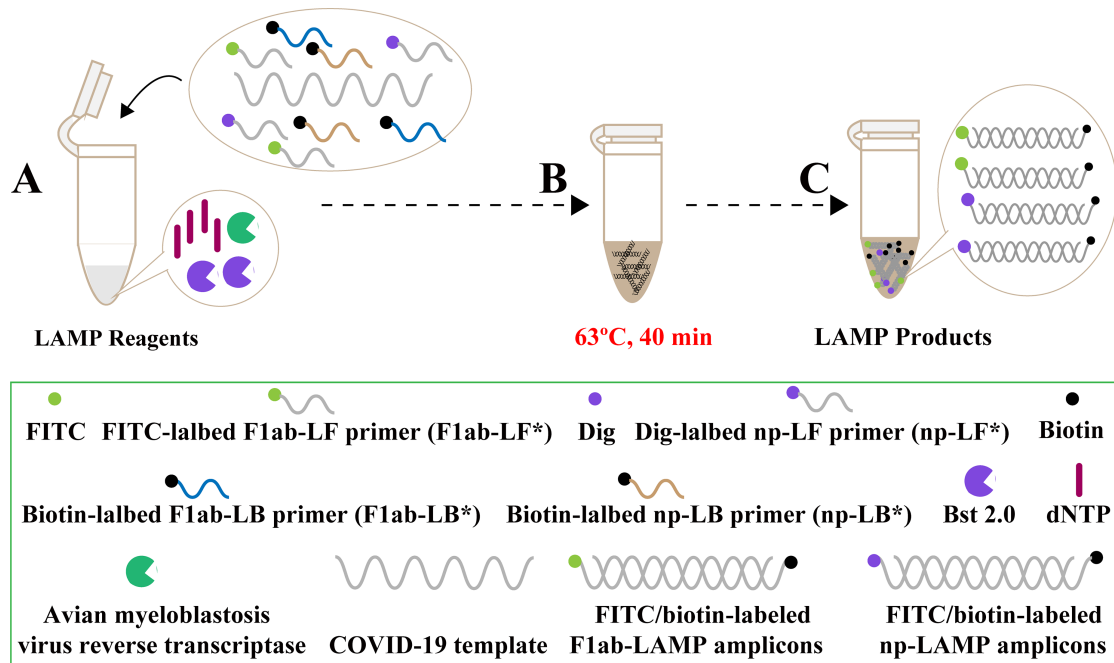 A
B
C
LAMP Reagents
63ºC, 40 min
LAMP Products
FITC
FITC-lalbed F1ab-LF primer (F1ab-LF*)
Dig
Dig-lalbed np-LF primer (np-LF*)
Biotin
Biotin-lalbed F1ab-LB primer (F1ab-LB*)
Biotin-lalbed np-LB primer (np-LB*)
Bst 2.0
dNTP
Avian myeloblastosis
virus reverse transcriptase
COVID-19 template
FITC/biotin-labeled
F1ab-LAMP amplicons
FITC/biotin-labeled
np-LAMP amplicons